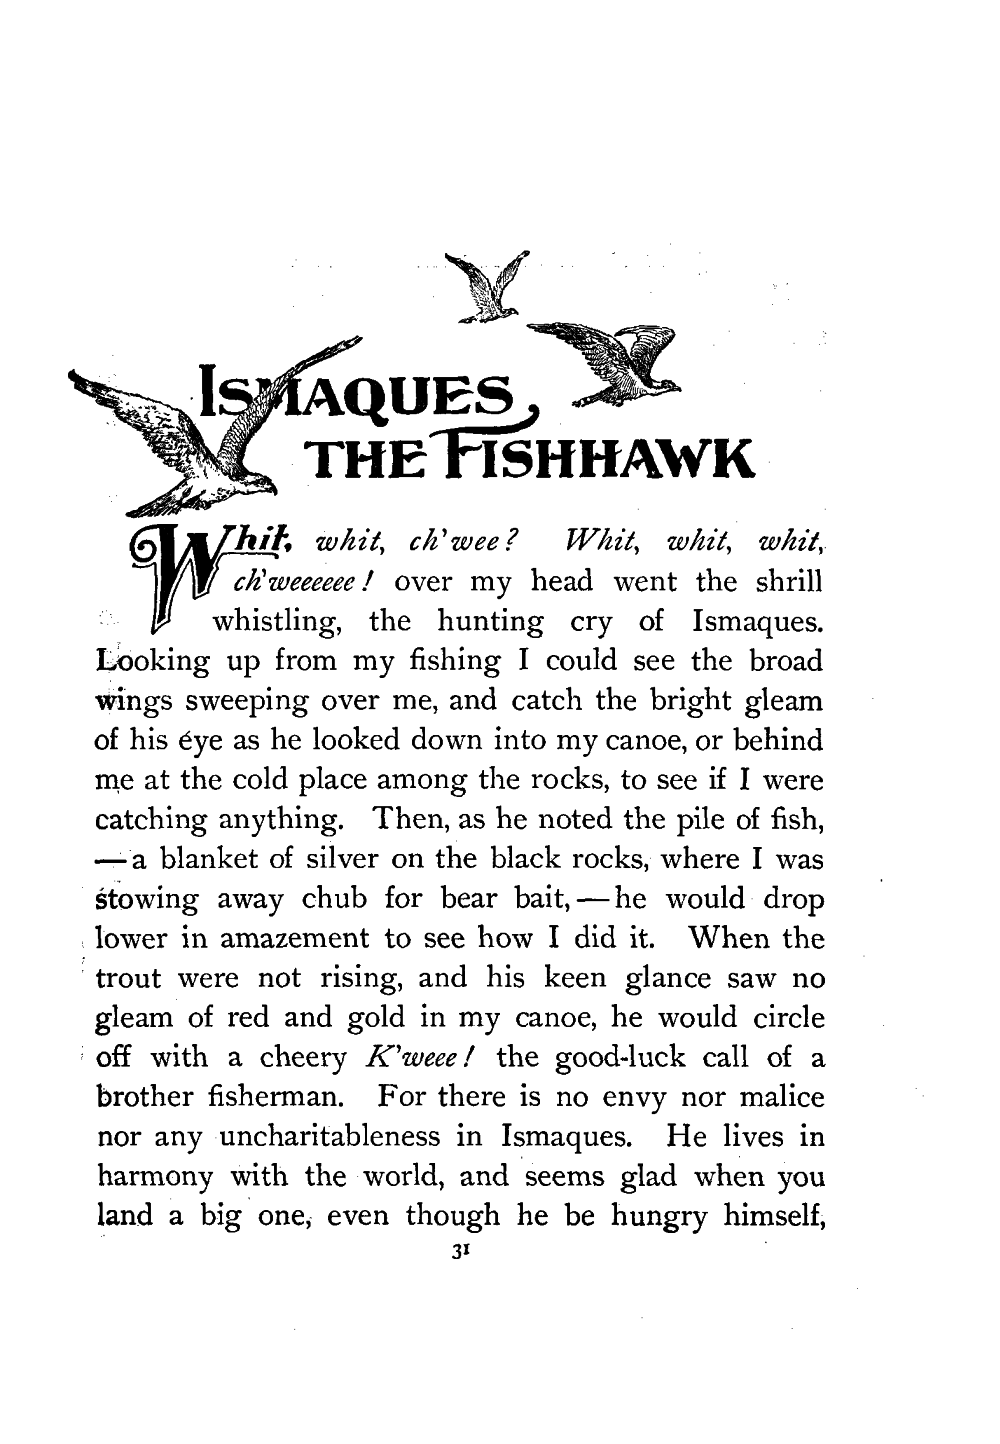 ISMAQUES,
THE FISHHAWK
Whit, whit, ch'wee? Whit, whit, whit,
ch'weeeeee! over my head went the shrill
whistling, the hunting cry of Ismaques.
Looking up from my fishing I could see the broad
wings sweeping over me, and catch the bright gleam
of his eye as he looked down into my canoe, or behind
me at the cold place among the rocks, to see if I were
catching anything. Then, as he noted the pile of fish,
—a blanket of silver on the black rocks, where I was
stowing away chub for bear bait,—he would drop
lower in amazement to see how I did it. When the
trout were not rising, and his keen glance saw no
gleam of red and gold in my canoe, he would circle
off with a cheery K'weee! the good-luck call of a
brother fisherman. For there is no envy nor malice
nor any uncharitableness in Ismaques. He lives in
harmony with the world, and seems glad when you
land a big one, even though he be hungry himself,
31